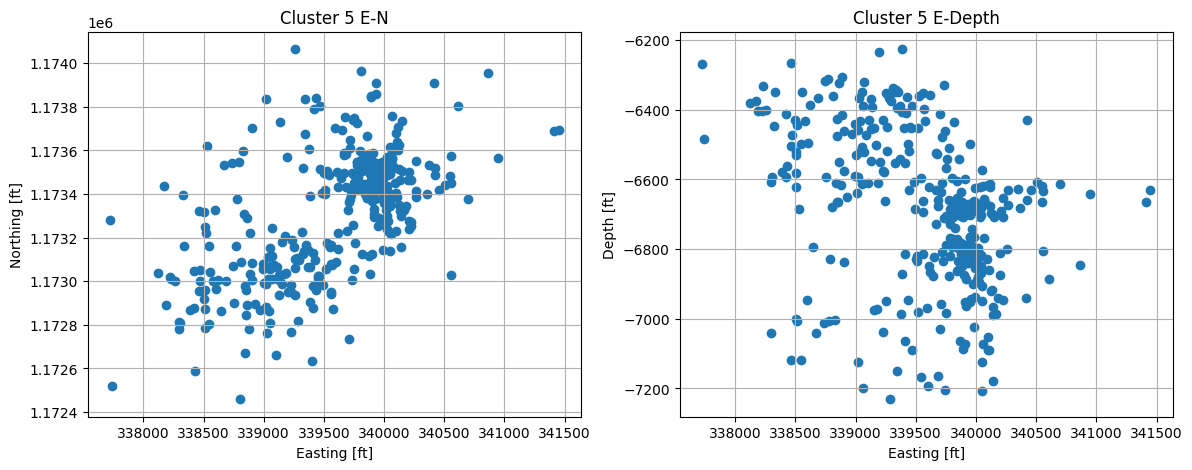 Cluster 5 E-N
1e6
1.1740
1.1738
1.1736
1.1734
1.1732
1.1730
1.1728
1.1726
1.1724
Northing [ft]
338000 338500 339000 339500 340000 340500 341000 341500
Easting [ft]
Cluster 5 E-Depth
−6200
−6400
−6600
−6800
−7000
−7200
Depth [ft]
338000 338500 339000 339500 340000 340500 341000 341500
Easting [ft]